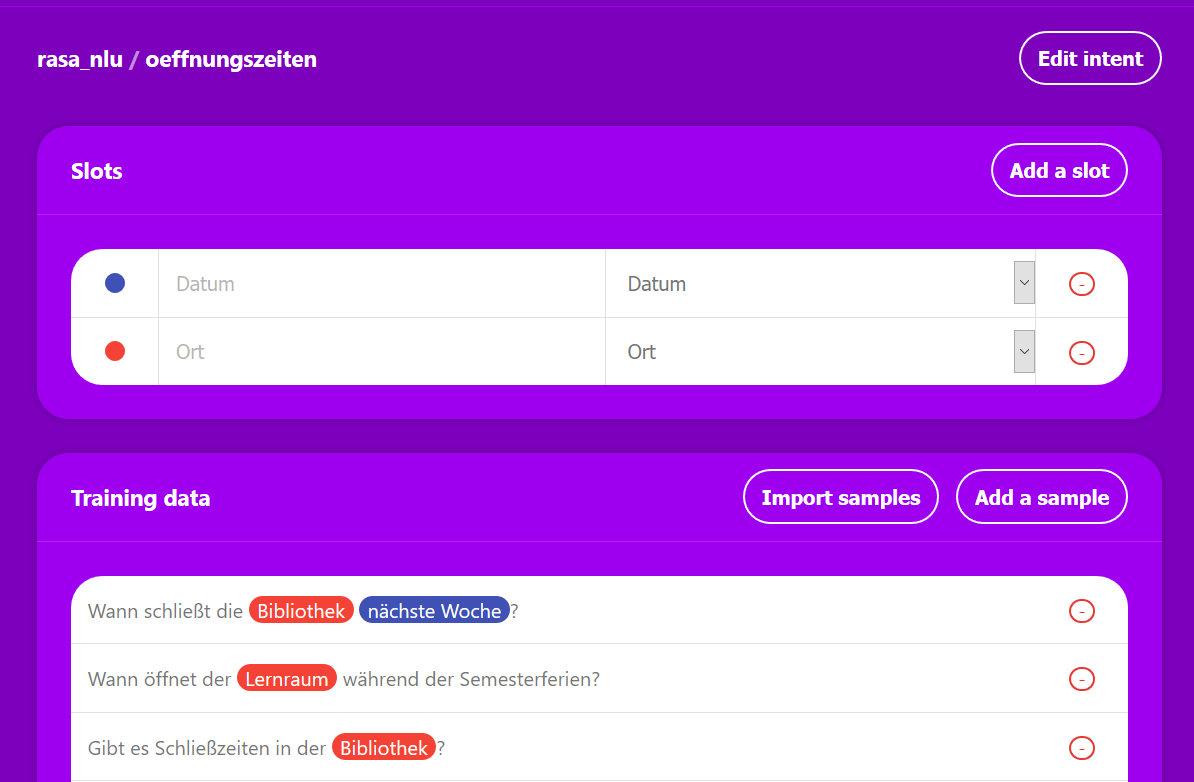 rasa_nlu / oeffnungszeiten Edit intent
Slots Add a slot
Datum Datum -
Ort Ort -
Training data Import samples Add a sample
Wann schließt die Bibliothek nächste Woche? -
Wann öffnet der Lernraum während der Semesterferien? -
Gibt es Schließzeiten in der Bibliothek? -